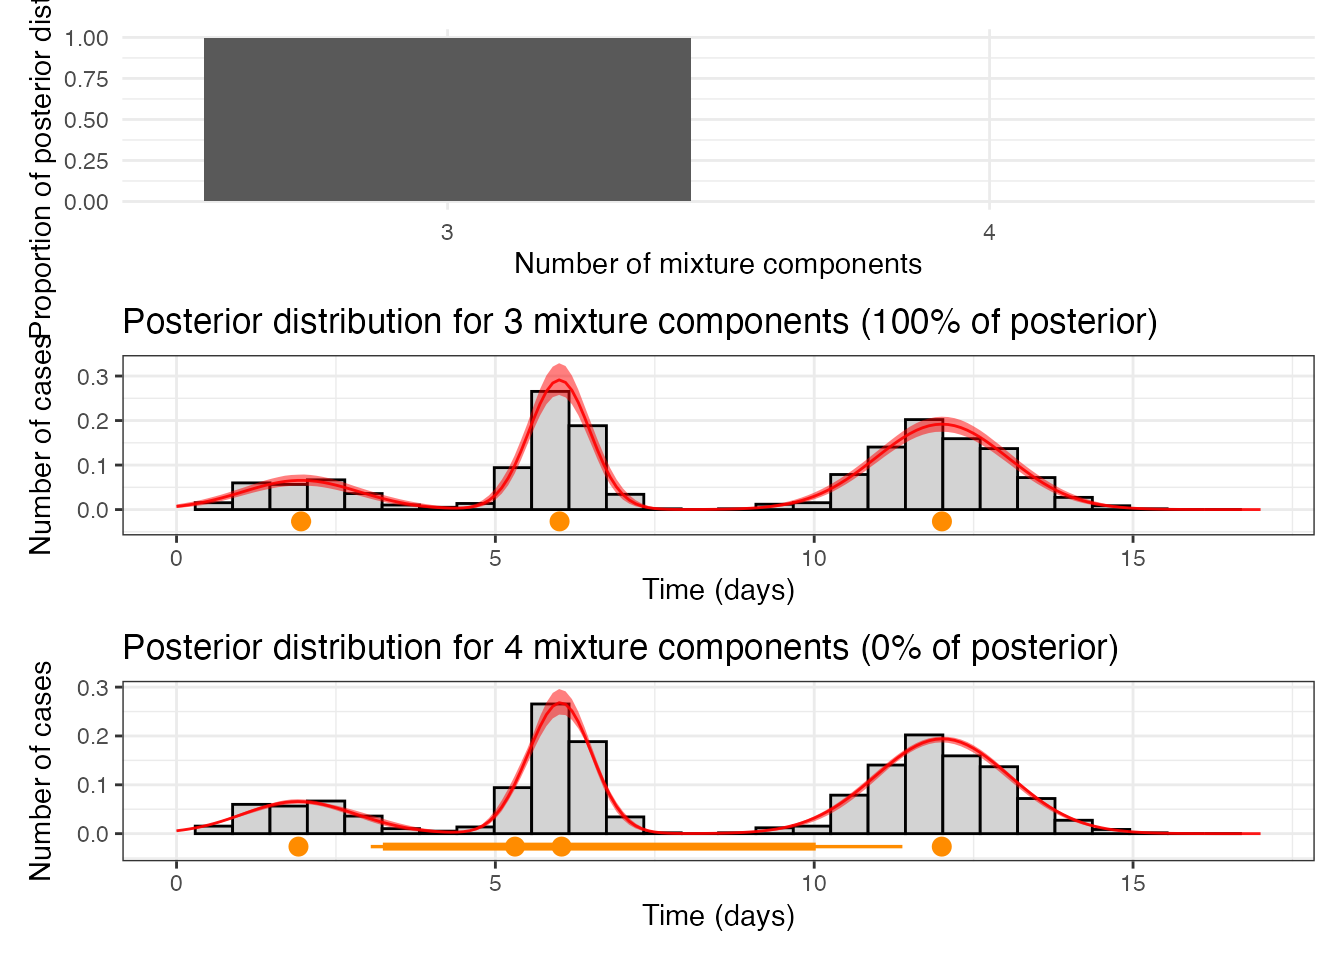 Proportion of posterior dist
1.00
0.75
0.50
0.25
0.00
3 4
Number of mixture components
Posterior distribution for 3 mixture components (100% of posterior)
Number of cases
0.3
0.2
0.1
0.0
0 5 10 15
Time (days)
Posterior distribution for 4 mixture components (0% of posterior)
Number of cases
0.3
0.2
0.1
0.0
0 5 10 15
Time (days)